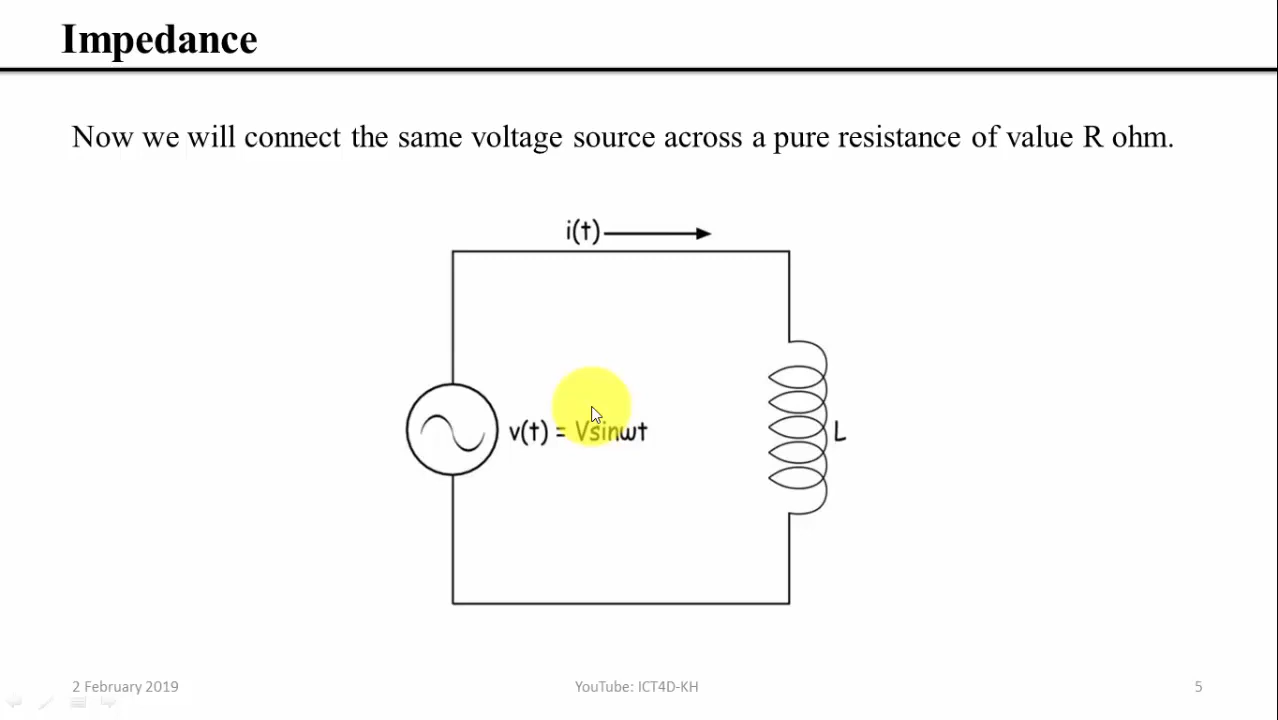 Impedance
Now we will connect the same voltage source across a pure resistance of value R ohm.
i(t)
v(t) = Vsinωt
L
2 February 2019
YouTube: ICT4D-KH
5